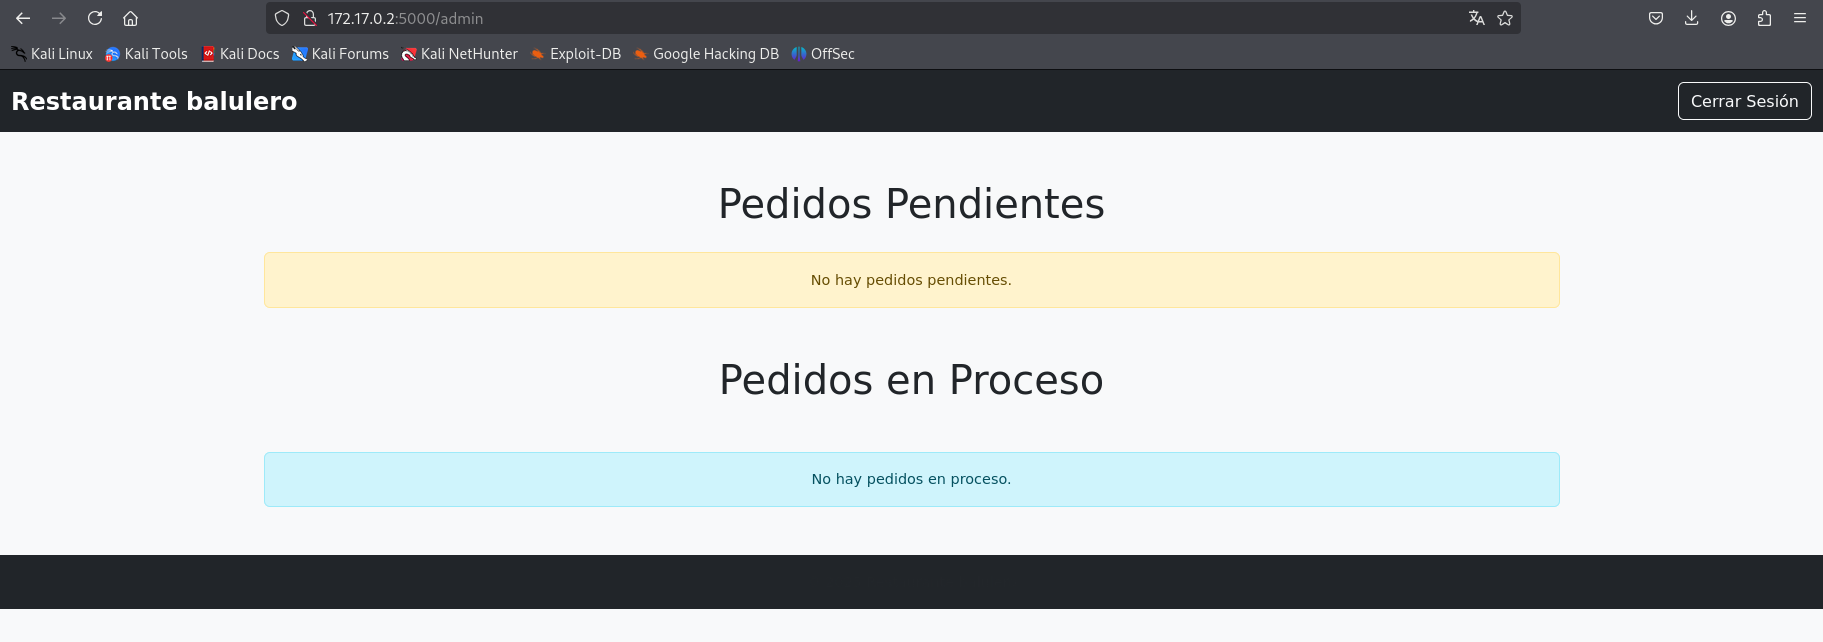 172.17.0.2:5000/admin
Kali Linux Kali Tools Kali Docs Kali Forums Kali NetHunter Exploit-DB Google Hacking DB OffSec
Restaurante balulero Cerrar Sesión
Pedidos Pendientes
No hay pedidos pendientes.
Pedidos en Proceso
No hay pedidos en proceso.